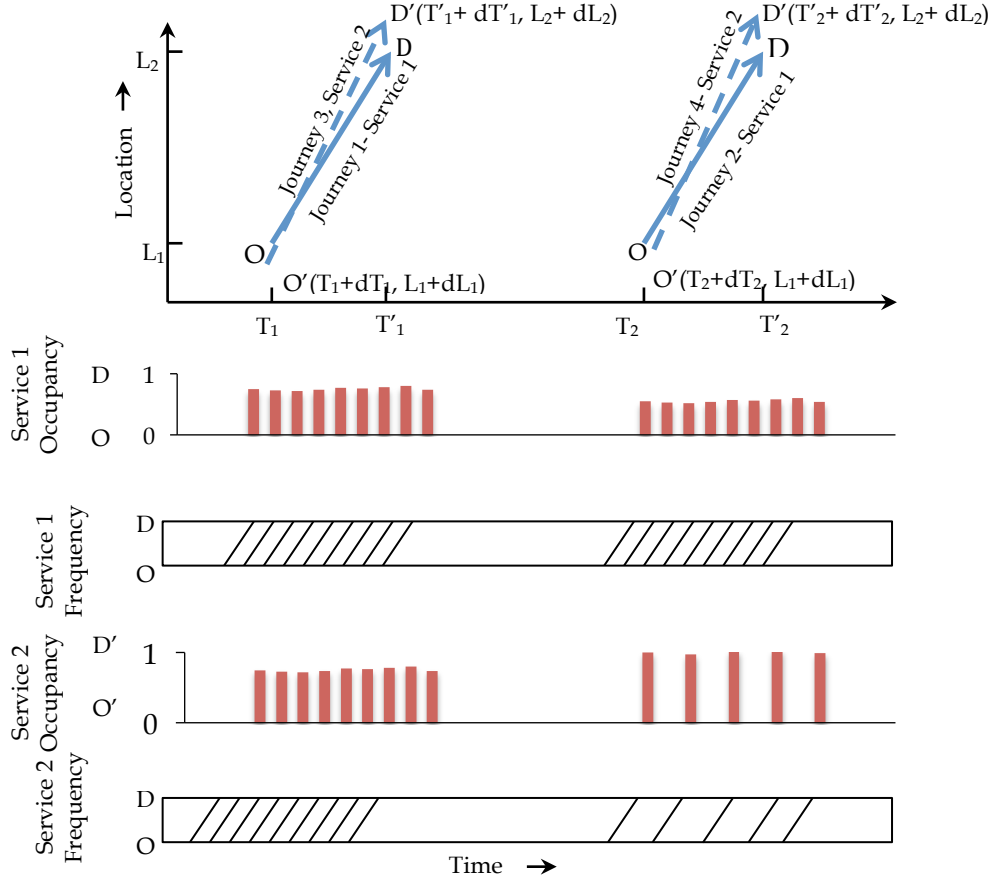 D′(T′₁+ dT′₁, L₂+ dL₂)
D′(T′₂+ dT′₂, L₂+ dL₂)
D
D
L₂
Location
Journey 3, Service 2
Journey 1- Service 1
Journey 4- Service 2
Journey 2- Service 1
L₁
O
O
O′(T₁+dT₁, L₁+dL₁)
O′(T₂+dT₂, L₁+dL₁)
T₁
T′₁
T₂
T′₂
Service 1
Occupancy
D
1
O
0
Service 1
Frequency
D
O
Service 2
Occupancy
D′
1
O′
0
Service 2
Frequency
D
O
Time